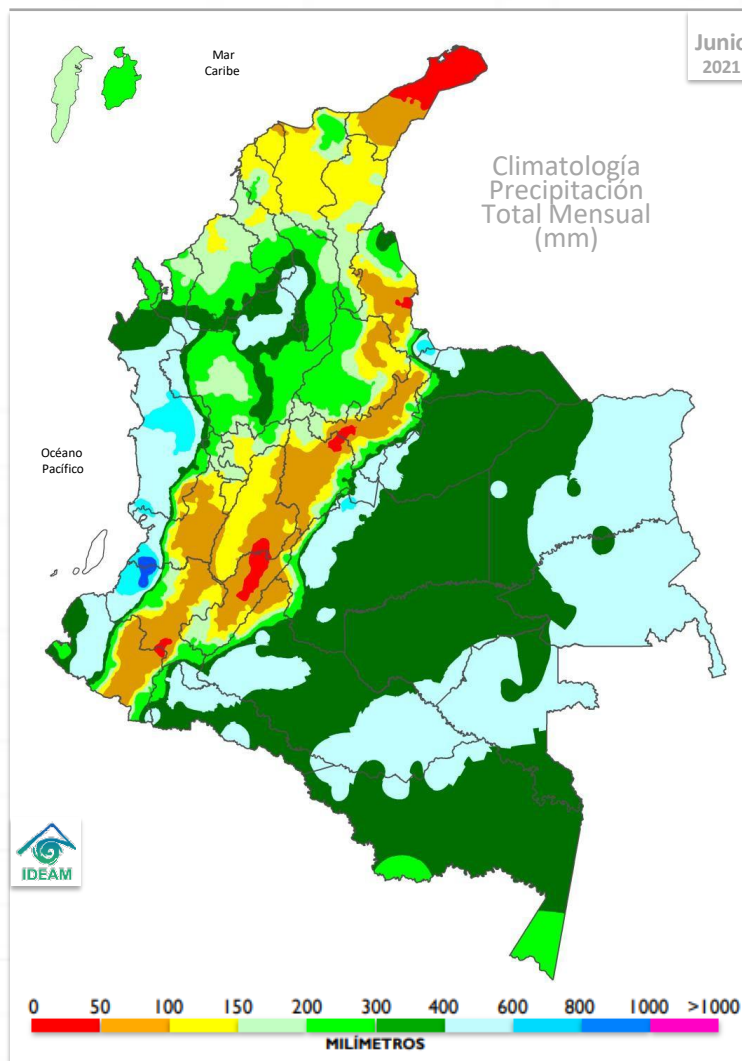 Mar
Caribe
Junio
2021
Climatología
Precipitación
Total Mensual
(mm)
Océano
Pacífico
IDEAM
0 50 100 150 200 300 400 600 800 1000 >1000
MILÍMETROS